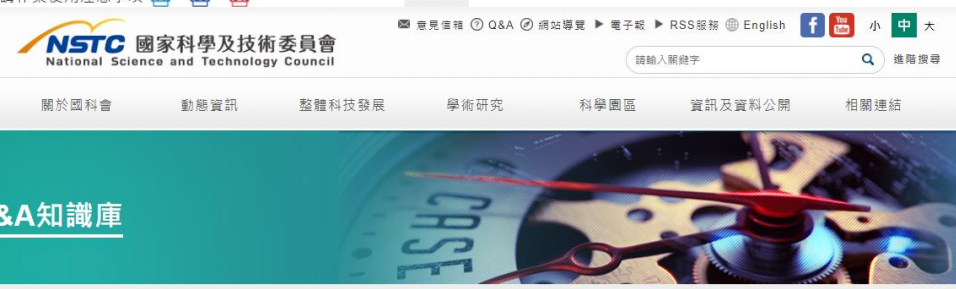 意見信箱 Q&A 網站導覽 ▶ 電子報 ▶ RSS服務 English f You Tube 小 中 大
NSTC 國家科學及技術委員會
National Science and Technology Council
請輸入關鍵字 進階搜尋
關於國科會 動態資訊 整體科技發展 學術研究 科學園區 資訊及資料公開 相關連結
&A知識庫
CASE